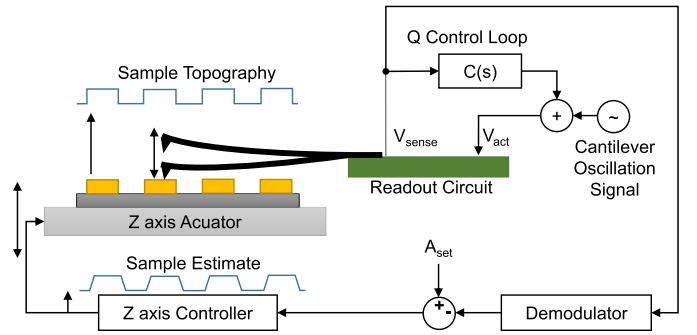 Q Control Loop
Sample Topography
C(s)
+
~
V_sense
V_act
Cantilever
Oscillation
Signal
Readout Circuit
Z axis Acuator
Sample Estimate
A_set
+
-
Z axis Controller
Demodulator